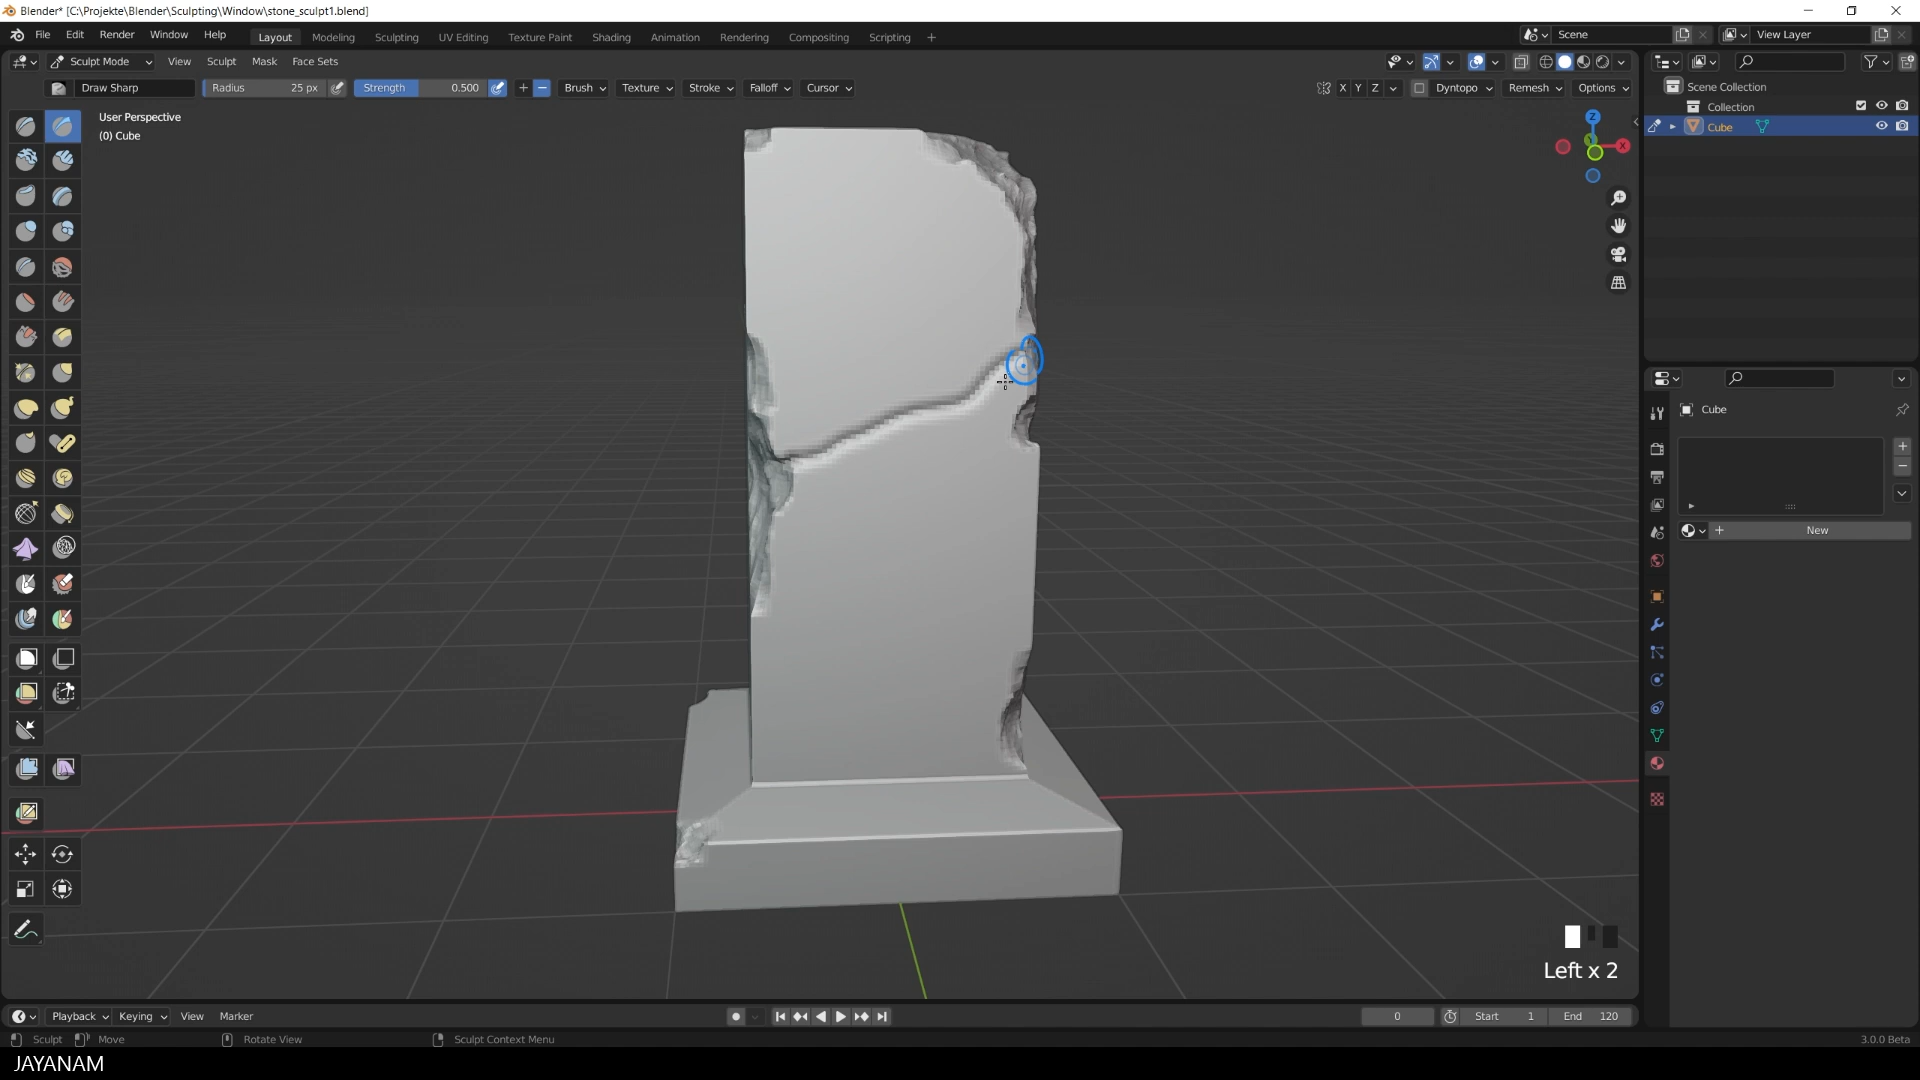 Blender* [C:\Projekte\Blender\Sculpting\Window\stone_sculpt1.blend]
File Edit Render Window Help Layout Modeling Sculpting UV Editing Texture Paint Shading Animation Rendering Compositing Scripting + Scene View Layer
Sculpt Mode View Sculpt Mask Face Sets
Draw Sharp Radius 25 px Strength 0.500 Brush Texture Stroke Falloff Cursor X Y Z Dyntopo Remesh Options
Scene Collection
Collection
Cube
User Perspective
(0) Cube
Z
X
Cube
New
Left x 2
Playback Keying View Marker 0 Start 1 End 120
Sculpt Move Rotate View Sculpt Context Menu 3.0.0 Beta
JAYANAM